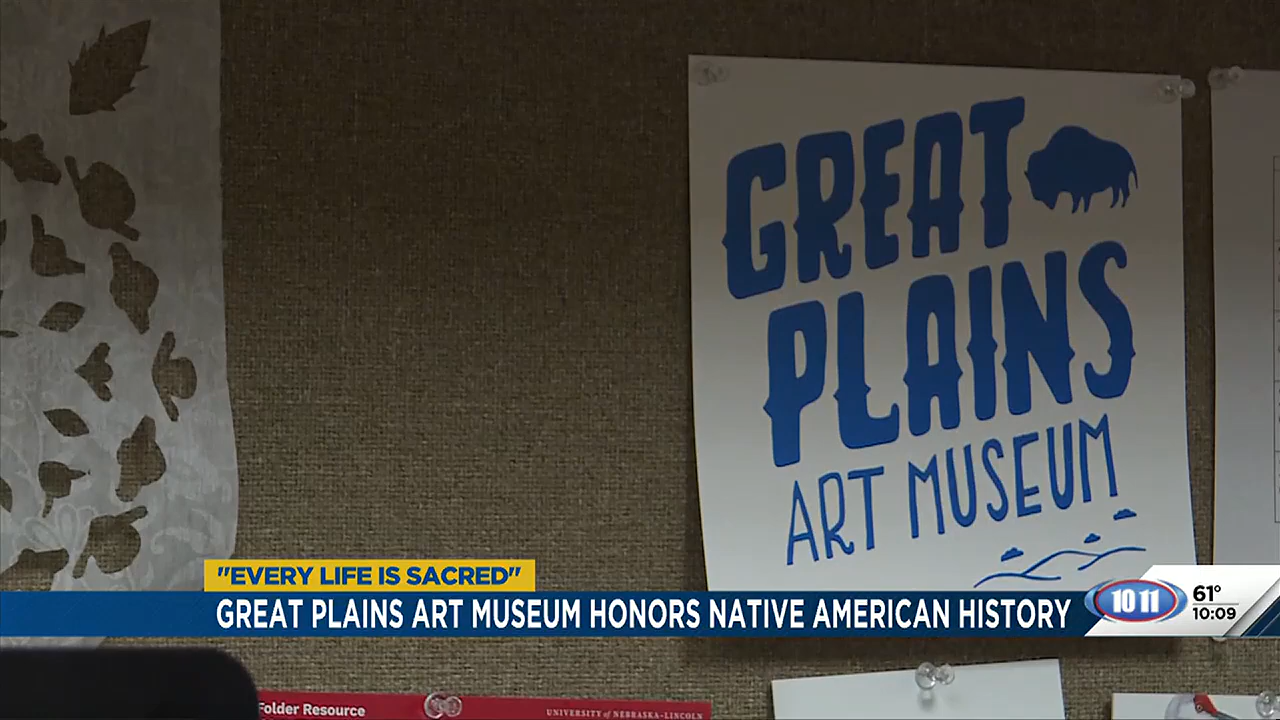 GREAT
PLAINS
ART MUSEUM
"EVERY LIFE IS SACRED"
GREAT PLAINS ART MUSEUM HONORS NATIVE AMERICAN HISTORY
10 11
61°
10:09
Folder Resource
UNIVERSITY of NEBRASKA–LINCOLN